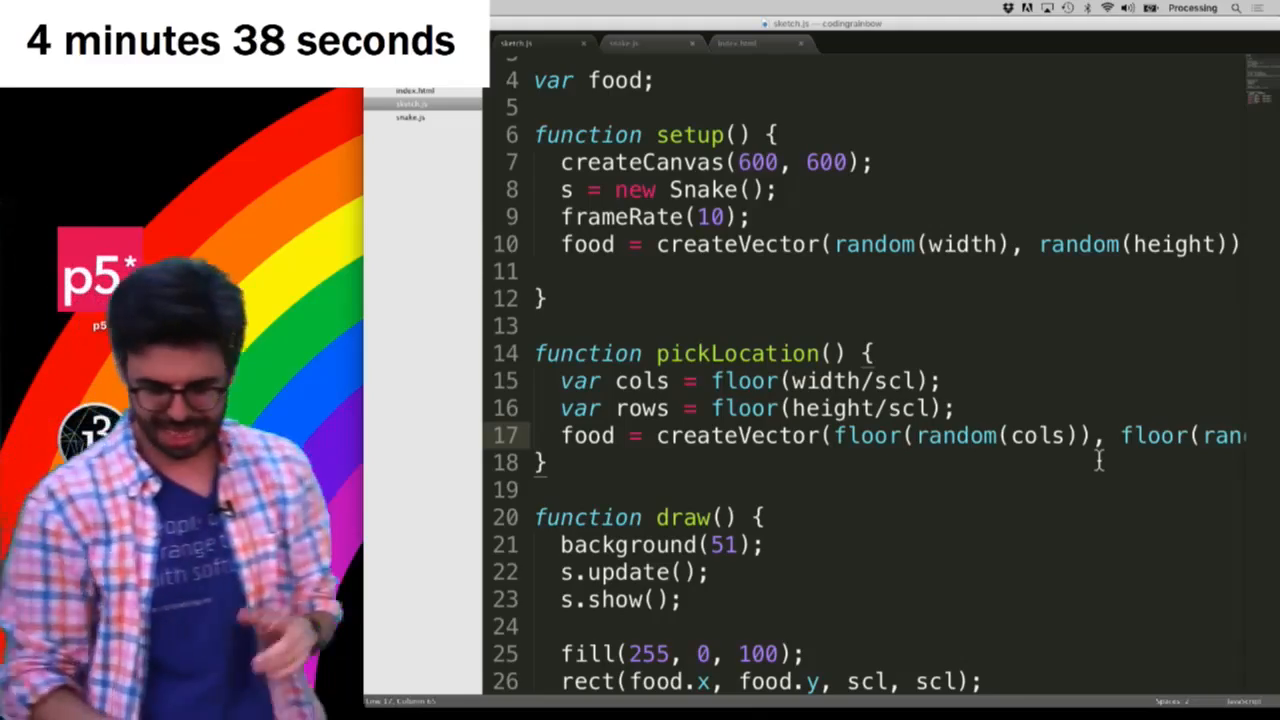 4 minutes 38 seconds
Processing
sketch.js — codingrainbow
sketch.js
snake.js
index.html
index.html
sketch.js
snake.js
4 var food;
5
6 function setup() {
7 createCanvas(600, 600);
8 s = new Snake();
9 frameRate(10);
10 food = createVector(random(width), random(height))
11
12 }
13
14 function pickLocation() {
15 var cols = floor(width/scl);
16 var rows = floor(height/scl);
17 food = createVector(floor(random(cols)), floor(ran
18 }
19
20 function draw() {
21 background(51);
22 s.update();
23 s.show();
24
25 fill(255, 0, 100);
26 rect(food.x, food.y, scl, scl);
p5*
p5
with soft
Line 17, Column 65
Spaces: 2
JavaScript